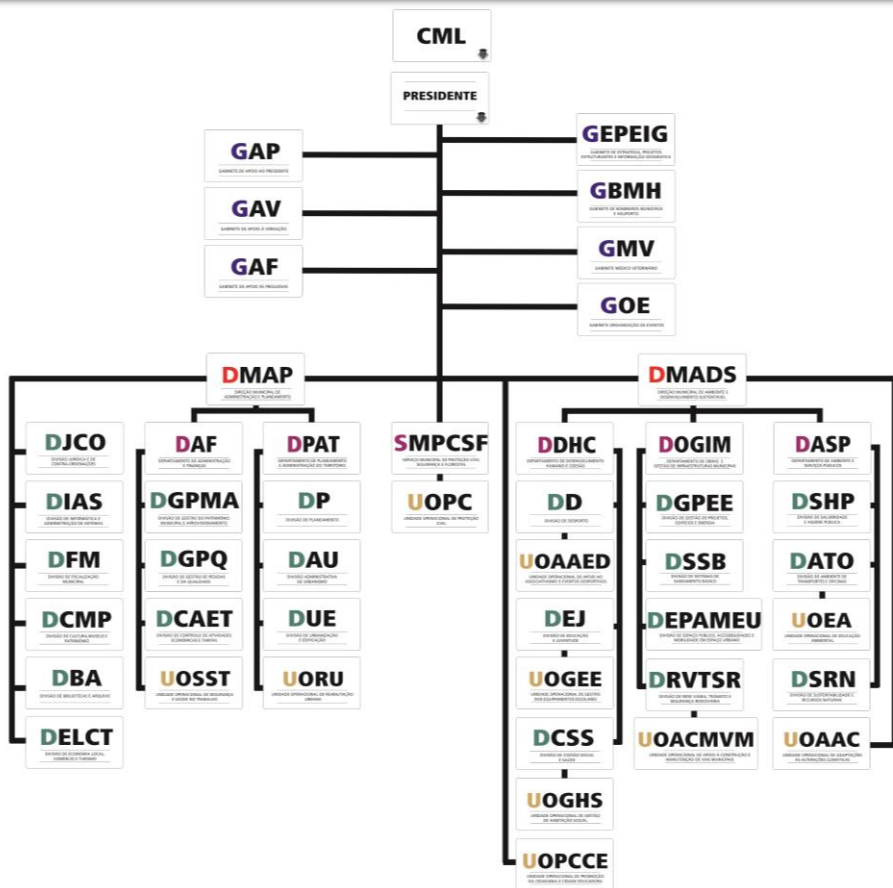 CML
PRESIDENTE
GAP
GABINETE DE APOIO AO PRESIDENTE
GAV
GABINETE DE APOIO À VEREAÇÃO
GAF
GABINETE DE APOIO ÀS FREGUESIAS
GEPEIG
GABINETE DE ESTRATÉGIA, PROJETOS
ESTRUTURANTES E INFORMAÇÃO GEOGRÁFICA
GBMH
GABINETE DE BOMBEIROS MUNICIPAIS
E HELIPORTO
GMV
GABINETE MÉDICO-VETERINÁRIO
GOE
GABINETE ORGANIZAÇÃO DE EVENTOS
DMAP
DIREÇÃO MUNICIPAL DE
ADMINISTRAÇÃO E PLANEAMENTO
DMADS
DIREÇÃO MUNICIPAL DE AMBIENTE E
DESENVOLVIMENTO SUSTENTÁVEL
DJCO
DIVISÃO JURÍDICA E DE
CONTRA-ORDENAÇÕES
DIAS
DIVISÃO DE INFORMÁTICA E
ADMINISTRAÇÃO DE SISTEMAS
DFM
DIVISÃO DE FISCALIZAÇÃO
MUNICIPAL
DCMP
DIVISÃO DE CULTURA, MUSEUS E
PATRIMÓNIO
DBA
DIVISÃO DE BIBLIOTECAS E ARQUIVO
DELCT
DIVISÃO DE ECONOMIA LOCAL,
COMÉRCIO E TURISMO
DAF
DEPARTAMENTO DE ADMINISTRAÇÃO
E FINANÇAS
DGPMA
DIVISÃO DE GESTÃO DO PATRIMÓNIO
MUNICIPAL E APROVISIONAMENTO
DGPQ
DIVISÃO DE GESTÃO DE PESSOAS
E DA QUALIDADE
DCAET
DIVISÃO DE CONTROLO DE ATIVIDADES
ECONÓMICAS E TAREFAS
UOSST
UNIDADE OPERACIONAL DE SEGURANÇA
E SAÚDE NO TRABALHO
DPAT
DEPARTAMENTO DE PLANEAMENTO
E ADMINISTRAÇÃO DO TERRITÓRIO
DP
DIVISÃO DE PLANEAMENTO
DAU
DIVISÃO ADMINISTRATIVA
DE URBANISMO
DUE
DIVISÃO DE URBANIZAÇÃO
E EDIFICAÇÃO
UORU
UNIDADE OPERACIONAL DE REABILITAÇÃO
URBANA
SMPCSF
SERVIÇO MUNICIPAL DE PROTEÇÃO CIVIL
SEGURANÇA E FLORESTAS
UOPC
UNIDADE OPERACIONAL DE PROTEÇÃO
CIVIL
DDHC
DEPARTAMENTO DE DESENVOLVIMENTO
HUMANO E COESÃO
DD
DIVISÃO DE DESPORTO
UOAAED
UNIDADE OPERACIONAL DE APOIO AO
ASSOCIATIVISMO E EVENTOS DESPORTIVOS
DEJ
DIVISÃO DE EDUCAÇÃO
E JUVENTUDE
UOGEE
UNIDADE OPERACIONAL DE GESTÃO
DOS EQUIPAMENTOS ESCOLARES
DCSS
DIVISÃO DE COESÃO SOCIAL
E SAÚDE
UOGHS
UNIDADE OPERACIONAL DE GESTÃO
DE HABITAÇÃO SOCIAL
UOPCCE
UNIDADE OPERACIONAL DE PROMOÇÃO
DA CIDADANIA E CIDADE EDUCADORA
DOGIM
DEPARTAMENTO DE OBRAS E
GESTÃO DE INFRAESTRUTURAS MUNICIPAIS
DGPEE
DIVISÃO DE GESTÃO DE PROJETOS,
EDIFÍCIOS E ENERGIA
DSSB
DIVISÃO DE SISTEMAS DE
SANEAMENTO BÁSICO
DEPAMEU
DIVISÃO DE ESPAÇO PÚBLICO, ACESSIBILIDADES E
MOBILIDADE EM ESPAÇO URBANO
DRVTSR
DIVISÃO DE REDE VIÁRIA, TRÂNSITO E
SEGURANÇA RODOVIÁRIA
UOACMVM
UNIDADE OPERACIONAL DE APOIO À CONSTRUÇÃO E
MANUTENÇÃO DE VIAS MUNICIPAIS
DASP
DEPARTAMENTO DE AMBIENTE E
SERVIÇOS PÚBLICOS
DSHP
DIVISÃO DE SALUBRIDADE
E HIGIENE PÚBLICA
DATO
DIVISÃO DE AMBIENTE DE
TRANSPORTES E OFICINAS
UOEA
UNIDADE OPERACIONAL DE EDUCAÇÃO
AMBIENTAL
DSRN
DIVISÃO DE SUSTENTABILIDADE E
RECURSOS NATURAIS
UOAAC
UNIDADE OPERACIONAL DE ADAPTAÇÕES
ÀS ALTERAÇÕES CLIMÁTICAS